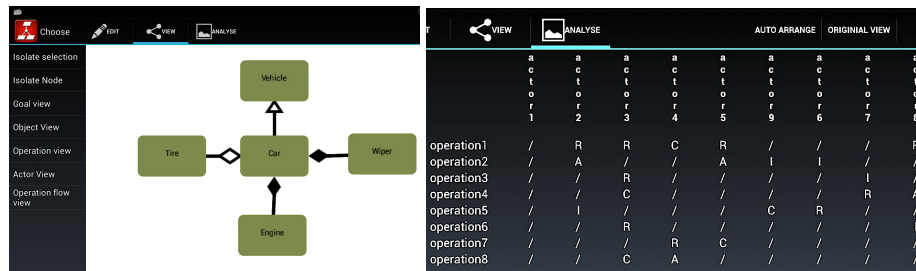 Choose EDIT VIEW ANALYSE
Isolate selection
Isolate Node
Goal view
Object View
Operation view
Actor View
Operation flow
view
Vehicle
Tire Car Wiper
Engine
T VIEW ANALYSE AUTO ARRANGE ORIGINIAL VIEW
actor1 actor2 actor3 actor4 actor5 actor9 actor6 actor7
operation1 / R R C R / / /
operation2 / A / / A I I /
operation3 / / R / / / / I
operation4 / / C / / / / R
operation5 / I / / / C R /
operation6 / / R / / / / /
operation7 / / / R C / / /
operation8 / / C A / / / /